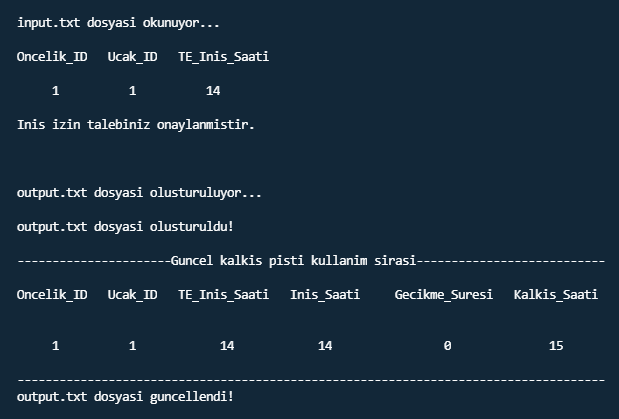 input.txt dosyasi okunuyor...
Oncelik_ID Ucak_ID TE_Inis_Saati
1 1 14
Inis izin talebiniz onaylanmistir.
output.txt dosyasi olusturuluyor...
output.txt dosyasi olusturuldu!
----------------------Guncel kalkis pisti kullanim sirasi---------------------------
Oncelik_ID Ucak_ID TE_Inis_Saati Inis_Saati Gecikme_Suresi Kalkis_Saati
1 1 14 14 0 15
------------------------------------------------------------------------------------
output.txt dosyasi guncellendi!